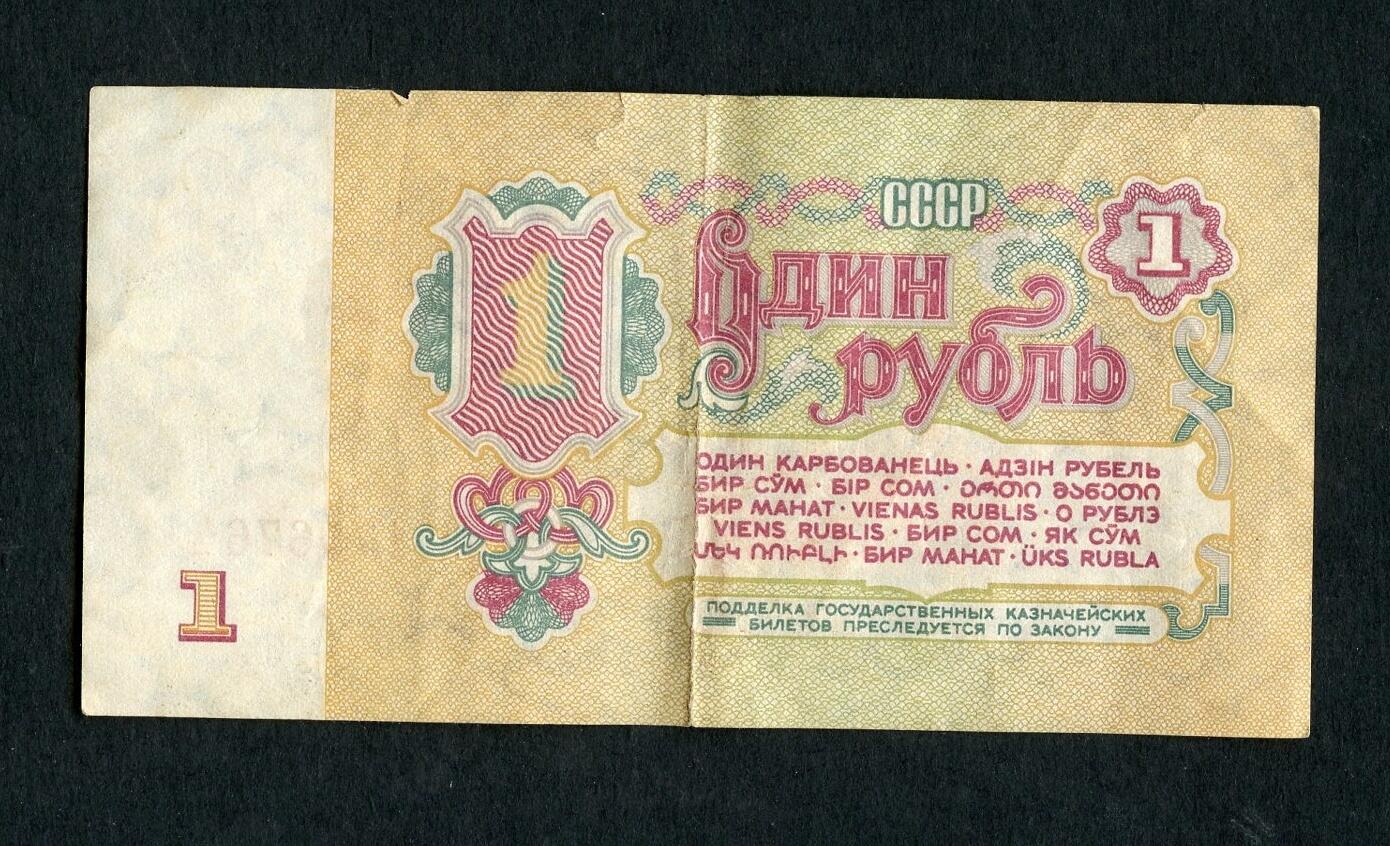 СССР
1
1
Один
рубль
ОДИН КАРБОВАНЕЦЬ · АДЗІН РУБЕЛЬ
БИР СЎМ · БІР СОМ · ერთი მანეთი
БИР МАНАТ · VIENAS RUBLIS · О РУБЛЭ
VIENS RUBLIS · БИР СОМ · ЯК СӮМ
ՄԵԿ ՌՈՒԲԼԻ · БИР МАНАТ · ÜKS RUBLA
1
ПОДДЕЛКА ГОСУДАРСТВЕННЫХ КАЗНАЧЕЙСКИХ
БИЛЕТОВ ПРЕСЛЕДУЕТСЯ ПО ЗАКОНУ